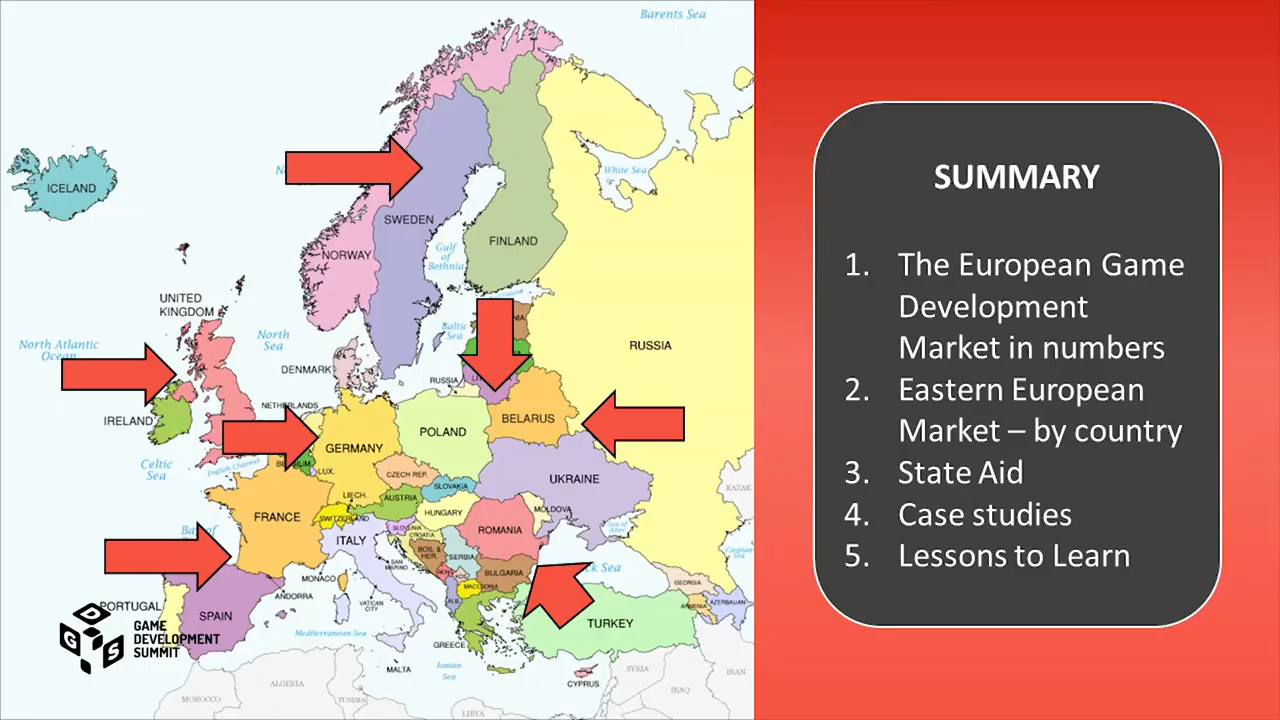 Barents Sea
ICELAND
White Sea
SWEDEN
FINLAND
NORWAY
Gulf
of
Bothnia
UNITED
KINGDOM
North
Sea
Baltic
Sea
North Atlantic
Ocean
RUSSIA
DENMARK
RUSSIA
NETHERLANDS
IRELAND
BELARUS
POLAND
GERMANY
Celtic
Sea
English Channel
LUX.
CZECH REP.
UKRAINE
SLOVAKIA
KAZAK.
LIECH.
AUSTRIA
FRANCE
SWITZERLAND
HUNGARY
MOLDOVA
SLOVENIA
CROATIA
ROMANIA
ITALY
Sea of
Azov
BOS. &
HER.
SERBIA
SAN
MARINO
Caspian
Sea
MONACO
BULGARIA
GEORGIA
ANDORRA
MACEDONIA
ALB.
ARMENIA
AZERBAIJAN
VATICAN
CITY
PORTUGAL
SPAIN
TURKEY
Mediterranean Sea
GREECE
Ionian
Sea
MALTA
CYPRUS
SYRIA
IRAN
IRAQ
MOROCCO
ALGERIA
TUNISIA
LIBYA
GDS
GAME
DEVELOPMENT
SUMMIT
SUMMARY
1. The European Game
Development
Market in numbers
2. Eastern European
Market – by country
3. State Aid
4. Case studies
5. Lessons to Learn